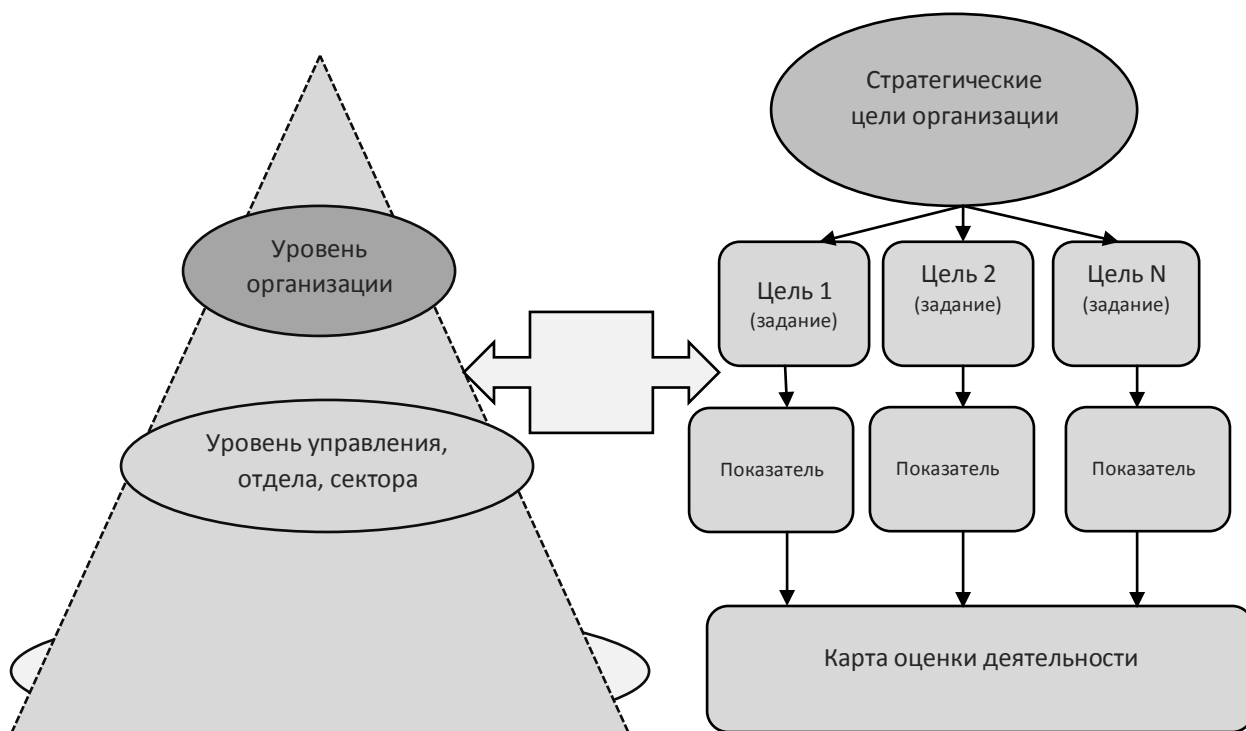 Стратегические
цели организации
Уровень
организации
Цель 1
(задание)
Цель 2
(задание)
Цель N
(задание)
Уровень управления,
отдела, сектора
Показатель
Показатель
Показатель
Карта оценки деятельности